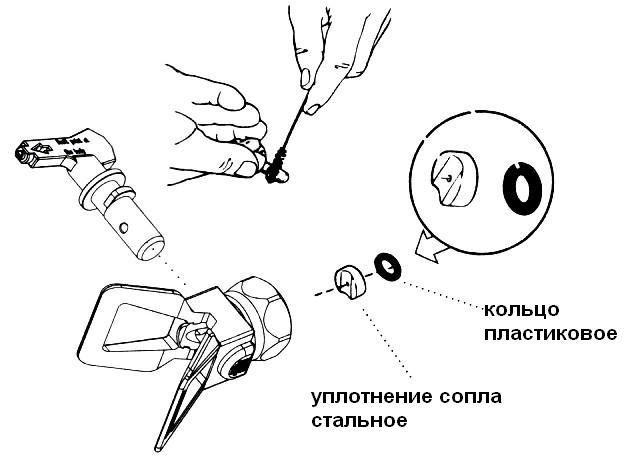 кольцо
пластиковое
уплотнение сопла
стальное